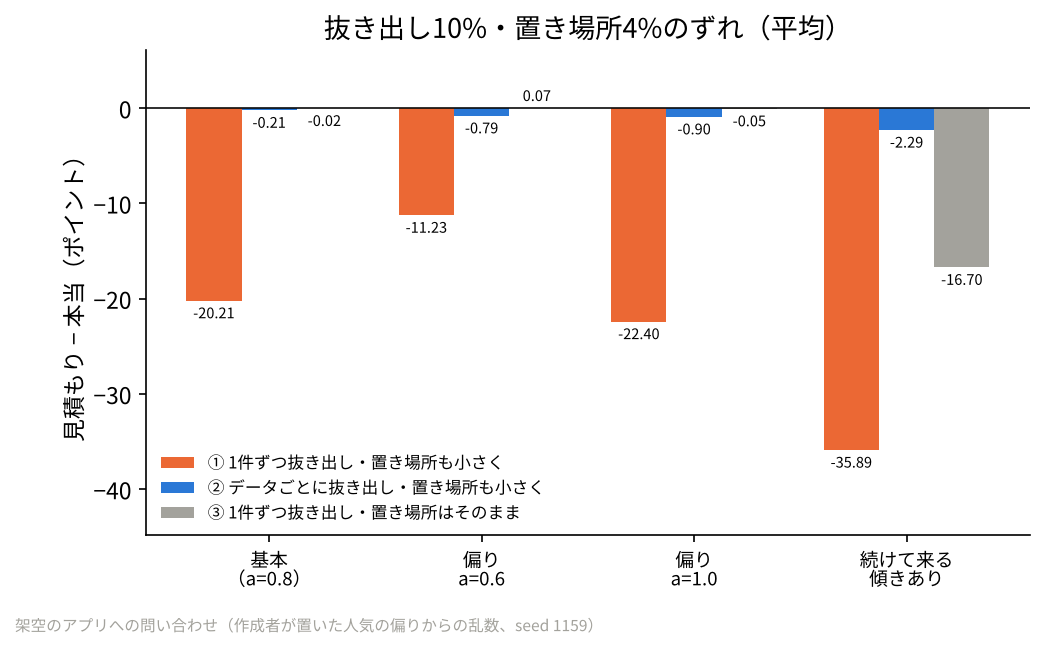 抜き出し10%・置き場所4%のずれ（平均）
見積もり − 本当（ポイント）
0
−10
−20
−30
−40
-20.21
-0.21
-0.02
-11.23
-0.79
0.07
-22.40
-0.90
-0.05
-35.89
-2.29
-16.70
① 1件ずつ抜き出し・置き場所も小さく
② データごとに抜き出し・置き場所も小さく
③ 1件ずつ抜き出し・置き場所はそのまま
基本
（a=0.8）
偏り
a=0.6
偏り
a=1.0
続けて来る
傾きあり
架空のアプリへの問い合わせ（作成者が置いた人気の偏りからの乱数、seed 1159）